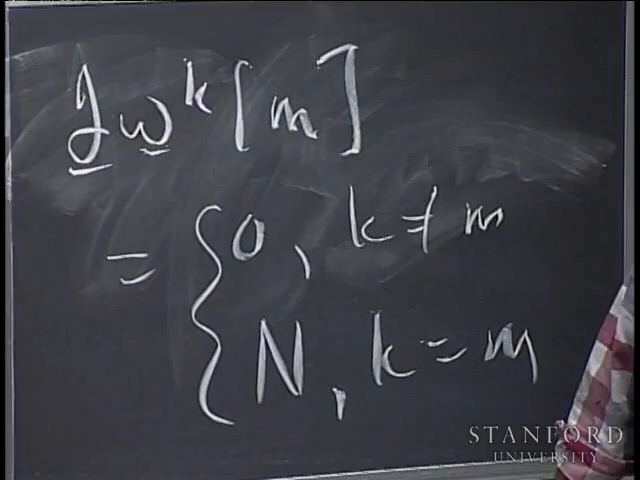 ℱω^k[m]
= { 0, k ≠ m
N, k = m
STANFORD
UNIVERSITY